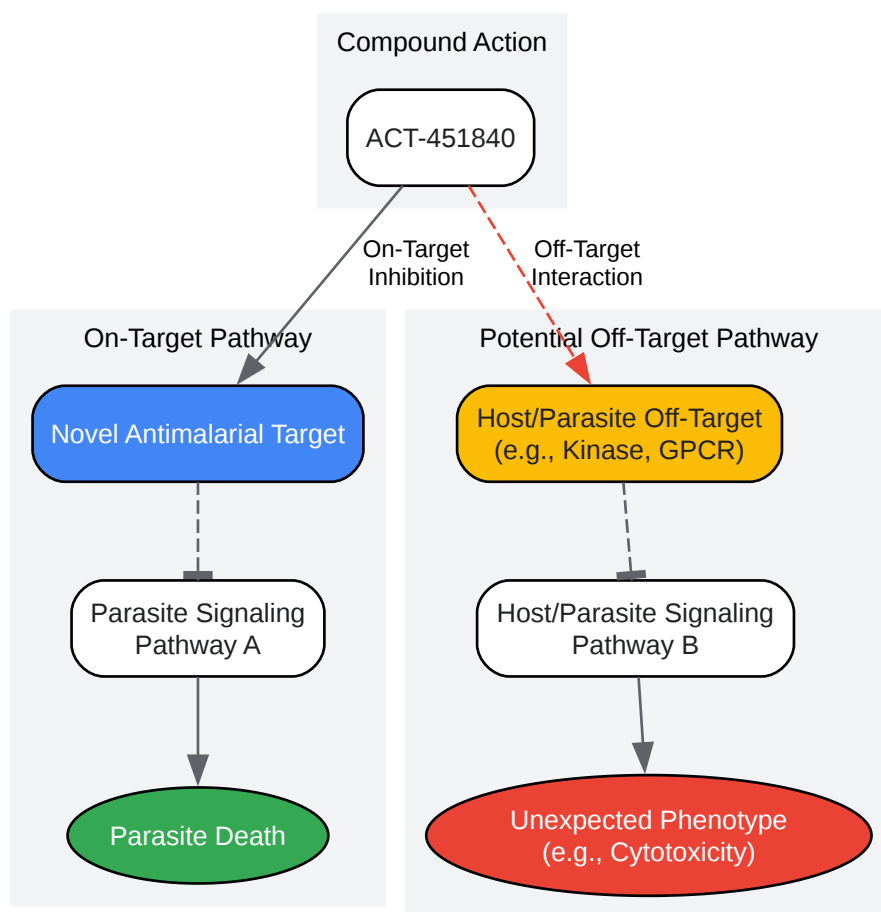 Compound Action
ACT-451840
On-Target
Inhibition
Off-Target
Interaction
On-Target Pathway
Novel Antimalarial Target
Parasite Signaling
Pathway A
Parasite Death
Potential Off-Target Pathway
Host/Parasite Off-Target
(e.g., Kinase, GPCR)
Host/Parasite Signaling
Pathway B
Unexpected Phenotype
(e.g., Cytotoxicity)